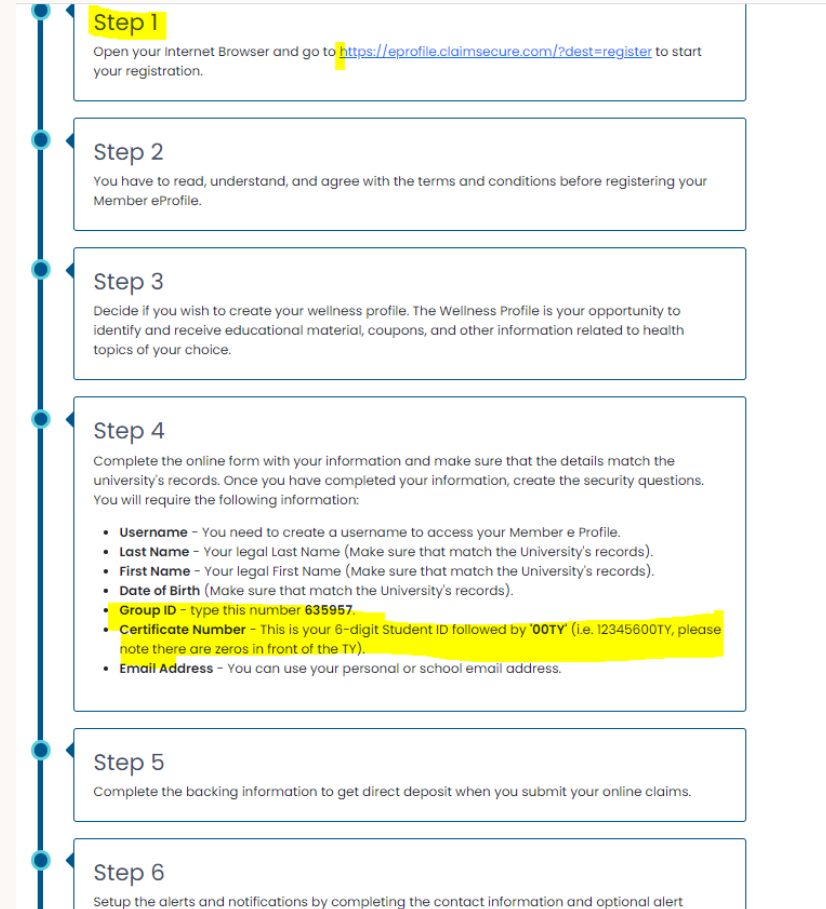 Step 1
Open your Internet Browser and go to https://eprofile.claimsecure.com/?dest=register to start
your registration.
Step 2
You have to read, understand, and agree with the terms and conditions before registering your
Member eProfile.
Step 3
Decide if you wish to create your wellness profile. The Wellness Profile is your opportunity to
identify and receive educational material, coupons, and other information related to health
topics of your choice.
Step 4
Complete the online form with your information and make sure that the details match the
university's records. Once you have completed your information, create the security questions.
You will require the following information:
• Username - You need to create a username to access your Member e Profile.
• Last Name - Your legal Last Name (Make sure that match the University's records).
• First Name - Your legal First Name (Make sure that match the University's records).
• Date of Birth (Make sure that match the University's records).
• Group ID - type this number 635957.
• Certificate Number - This is your 6-digit Student ID followed by '00TY' (i.e. 12345600TY, please
note there are zeros in front of the TY).
• Email Address - You can use your personal or school email address.
Step 5
Complete the backing information to get direct deposit when you submit your online claims.
Step 6
Setup the alerts and notifications by completing the contact information and optional alert